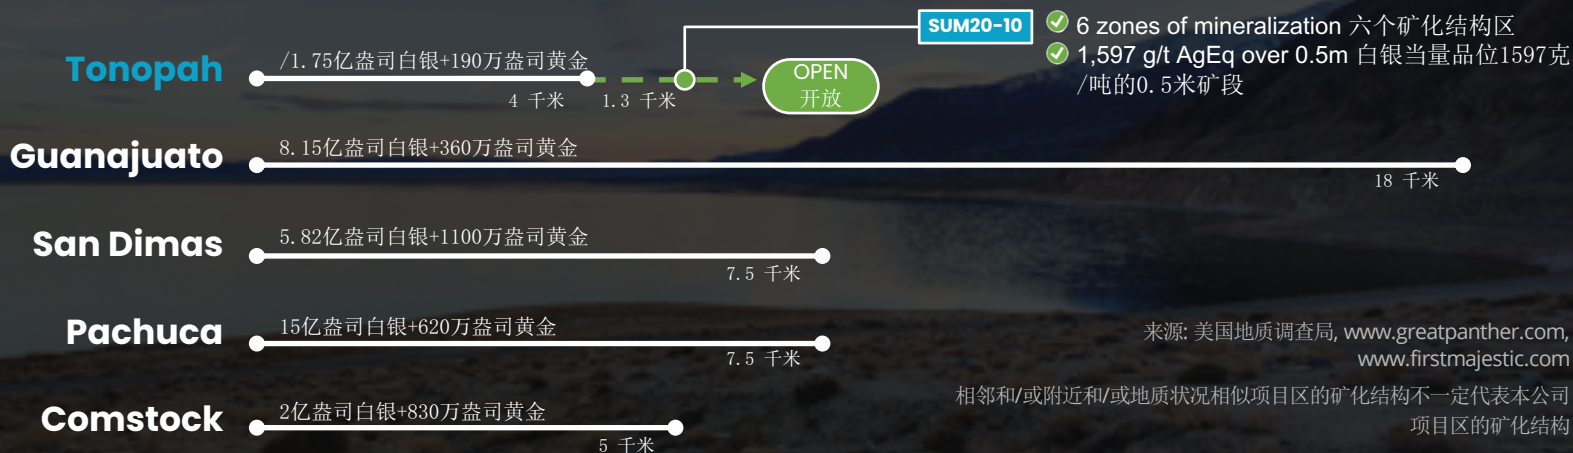 SUM20-10
6 zones of mineralization 六个矿化结构区
1,597 g/t AgEq over 0.5m 白银当量品位1597克
/吨的0.5米矿段
Tonopah
/1.75亿盎司白银+190万盎司黄金
4 千米
1.3 千米
OPEN
开放
Guanajuato
8.15亿盎司白银+360万盎司黄金
18 千米
San Dimas
5.82亿盎司白银+1100万盎司黄金
7.5 千米
Pachuca
15亿盎司白银+620万盎司黄金
7.5 千米
Comstock
2亿盎司白银+830万盎司黄金
5 千米
来源: 美国地质调查局, www.greatpanther.com,
www.firstmajestic.com
相邻和/或附近和/或地质状况相似项目区的矿化结构不一定代表本公司
项目区的矿化结构